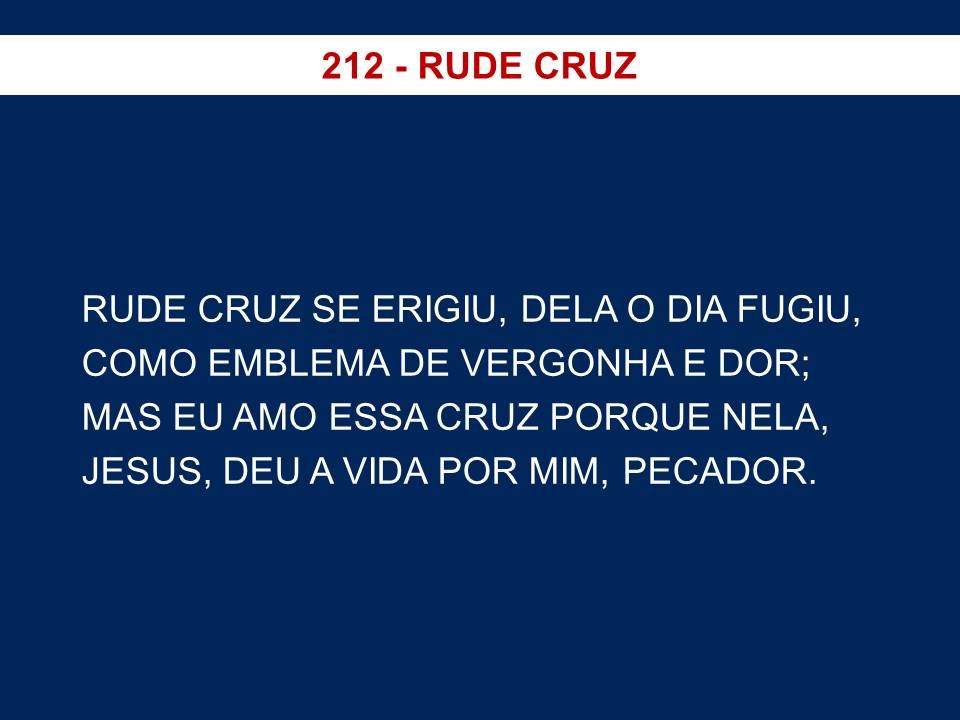 212 - RUDE CRUZ
RUDE CRUZ SE ERIGIU, DELA O DIA FUGIU,
COMO EMBLEMA DE VERGONHA E DOR;
MAS EU AMO ESSA CRUZ PORQUE NELA,
JESUS, DEU A VIDA POR MIM, PECADOR.